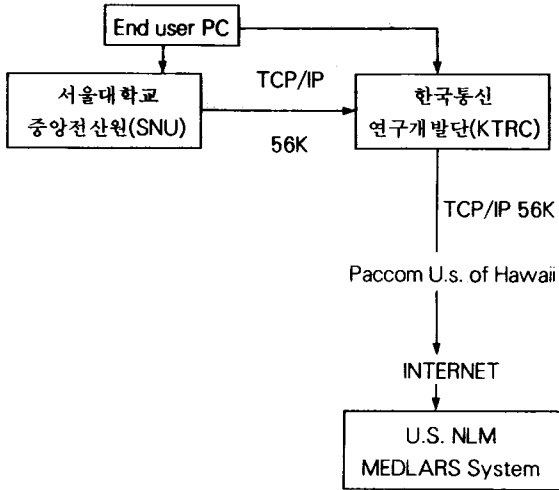 End user PC
서울대학교
중앙전산원(SNU)
TCP/IP
56K
한국통신
연구개발단(KTRC)
TCP/IP 56K
Paccom U.s. of Hawaii
INTERNET
U.S. NLM
MEDLARS System